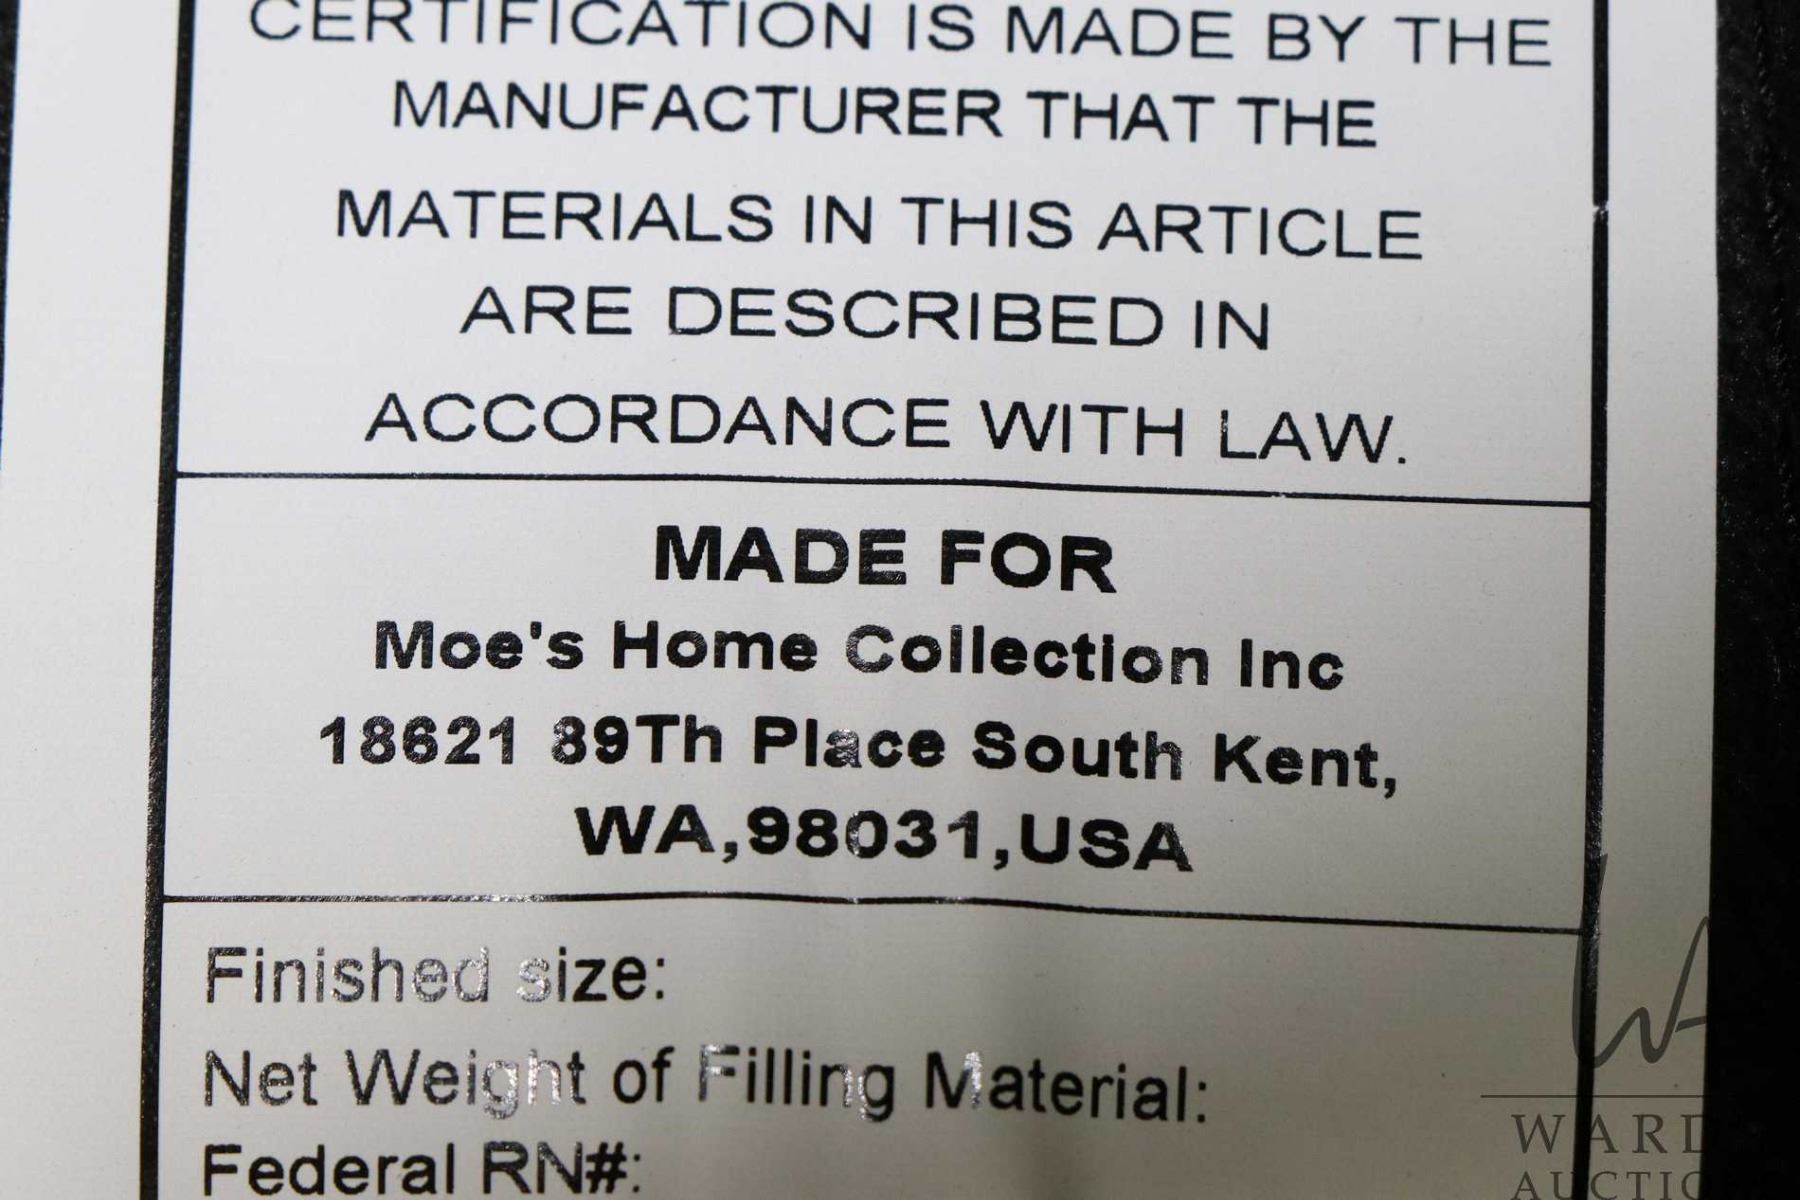 CERTIFICATION IS MADE BY THE
MANUFACTURER THAT THE
MATERIALS IN THIS ARTICLE
ARE DESCRIBED IN
ACCORDANCE WITH LAW.
MADE FOR
Moe's Home Collection Inc
18621 89Th Place South Kent,
WA,98031,USA
Finished size:
Net Weight of Filling Material:
Federal RN#:
WARD
AUCTIO